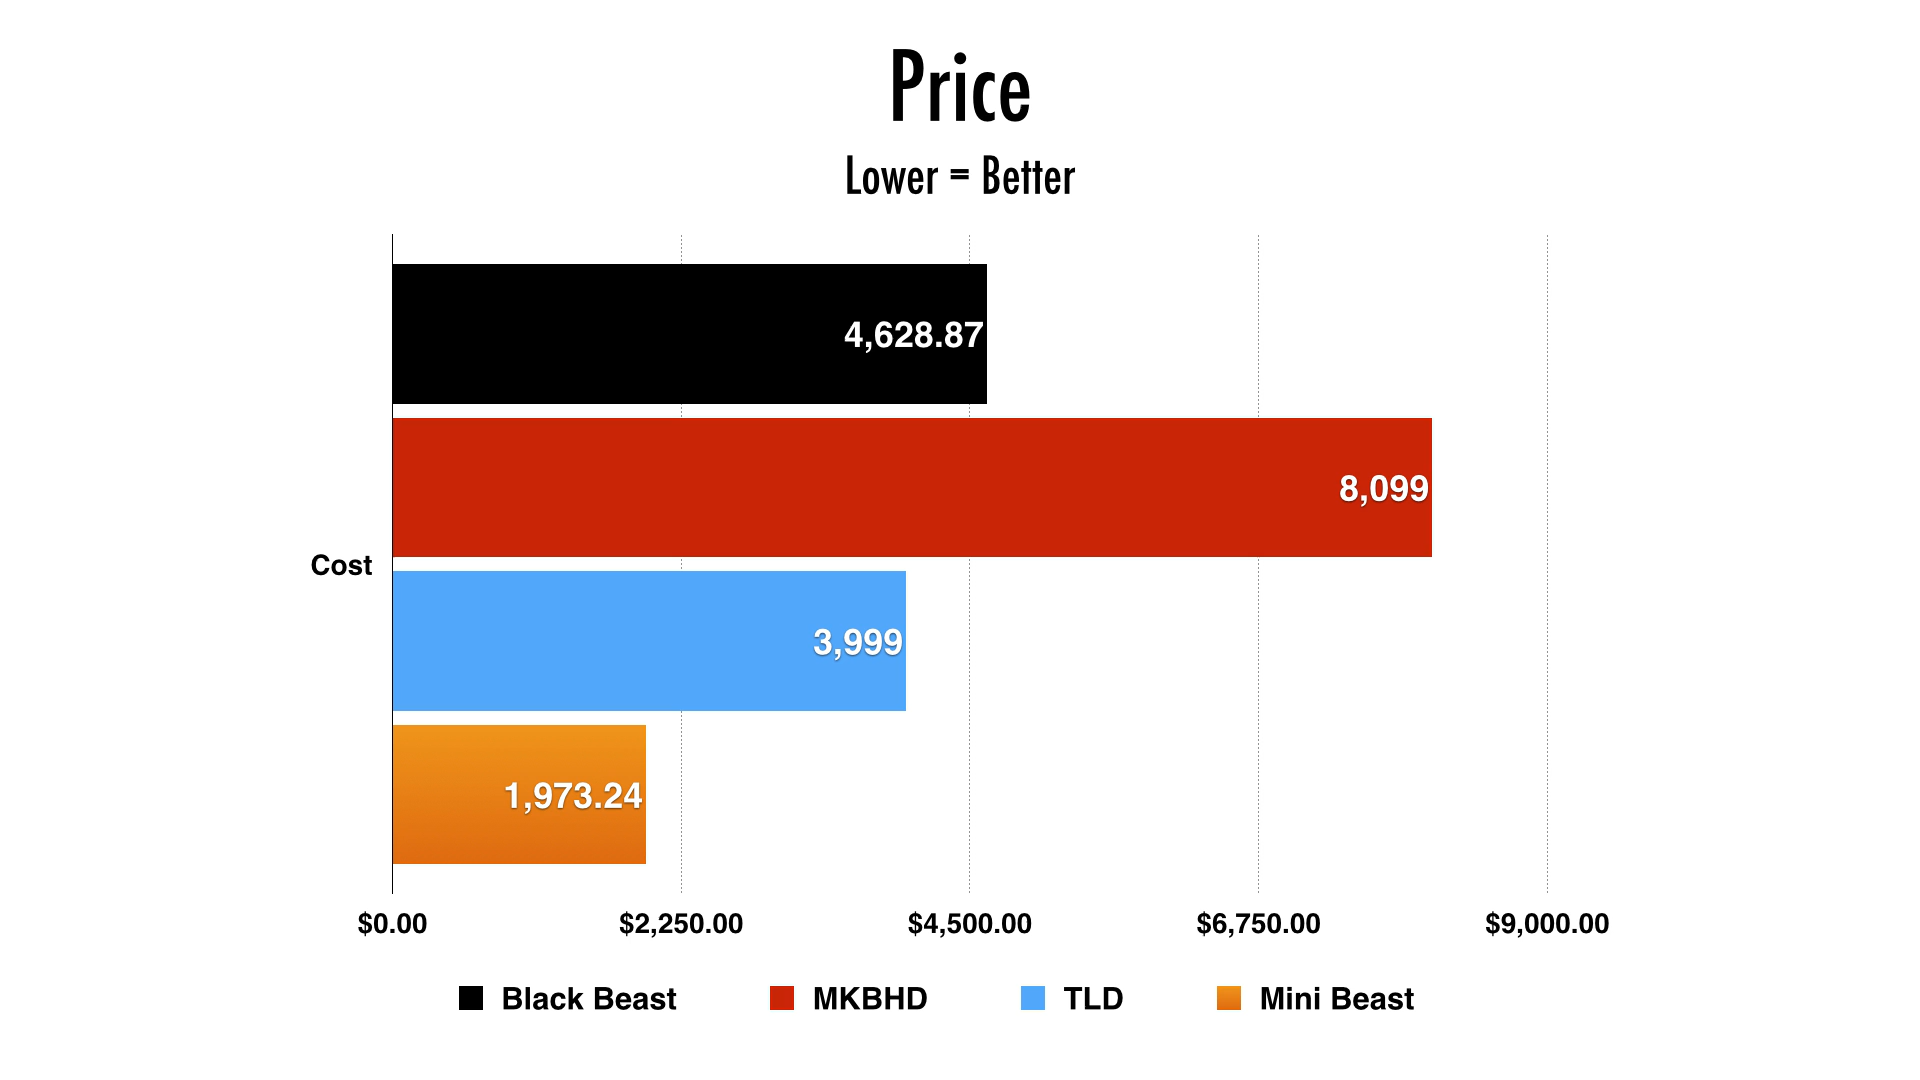 Price
Lower = Better
4,628.87
8,099
Cost
3,999
1,973.24
$0.00 $2,250.00 $4,500.00 $6,750.00 $9,000.00
Black Beast MKBHD TLD Mini Beast